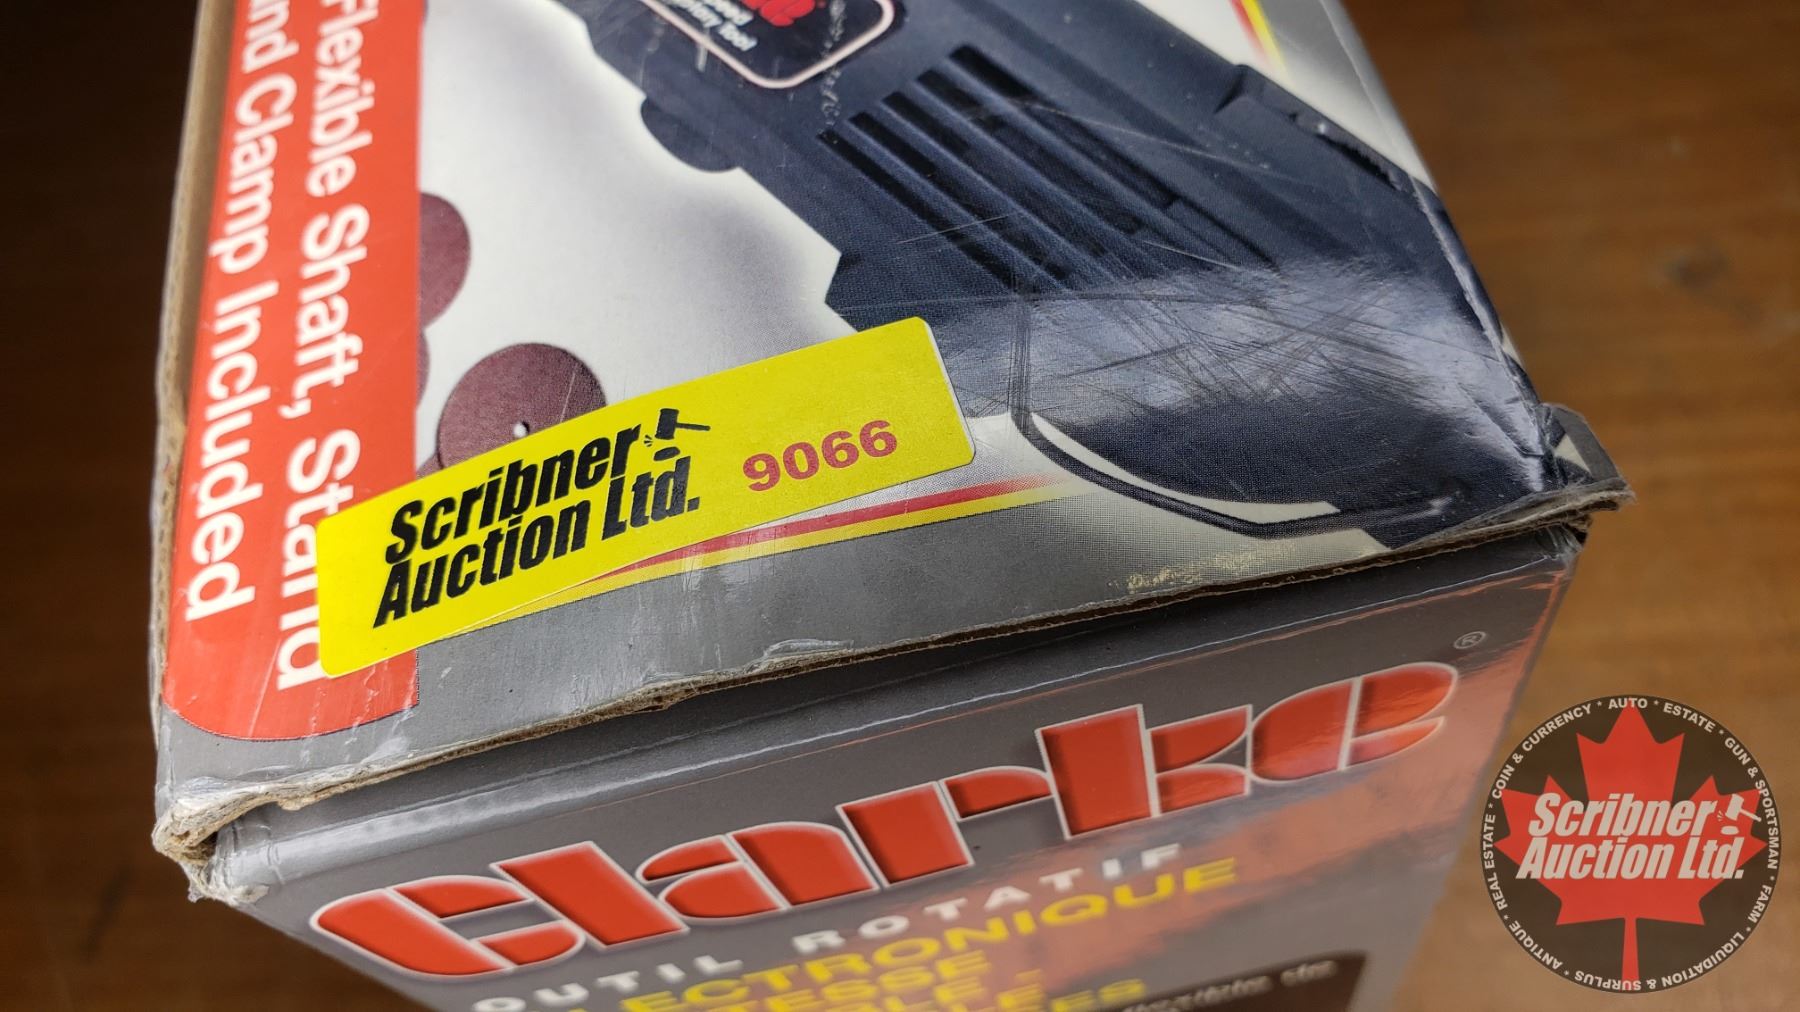 Flexible Shaft, Stand
and Clamp Included
Scribner
Auction Ltd.
9066
Clarke®
OUTIL ROTATIF
Scribner
Auction Ltd.
COIN & CURRENCY * AUTO * ESTATE * GUN & SPORTSMAN * FARM * LIQUIDATION & SURPLUS * ANTIQUE * REAL ESTATE *